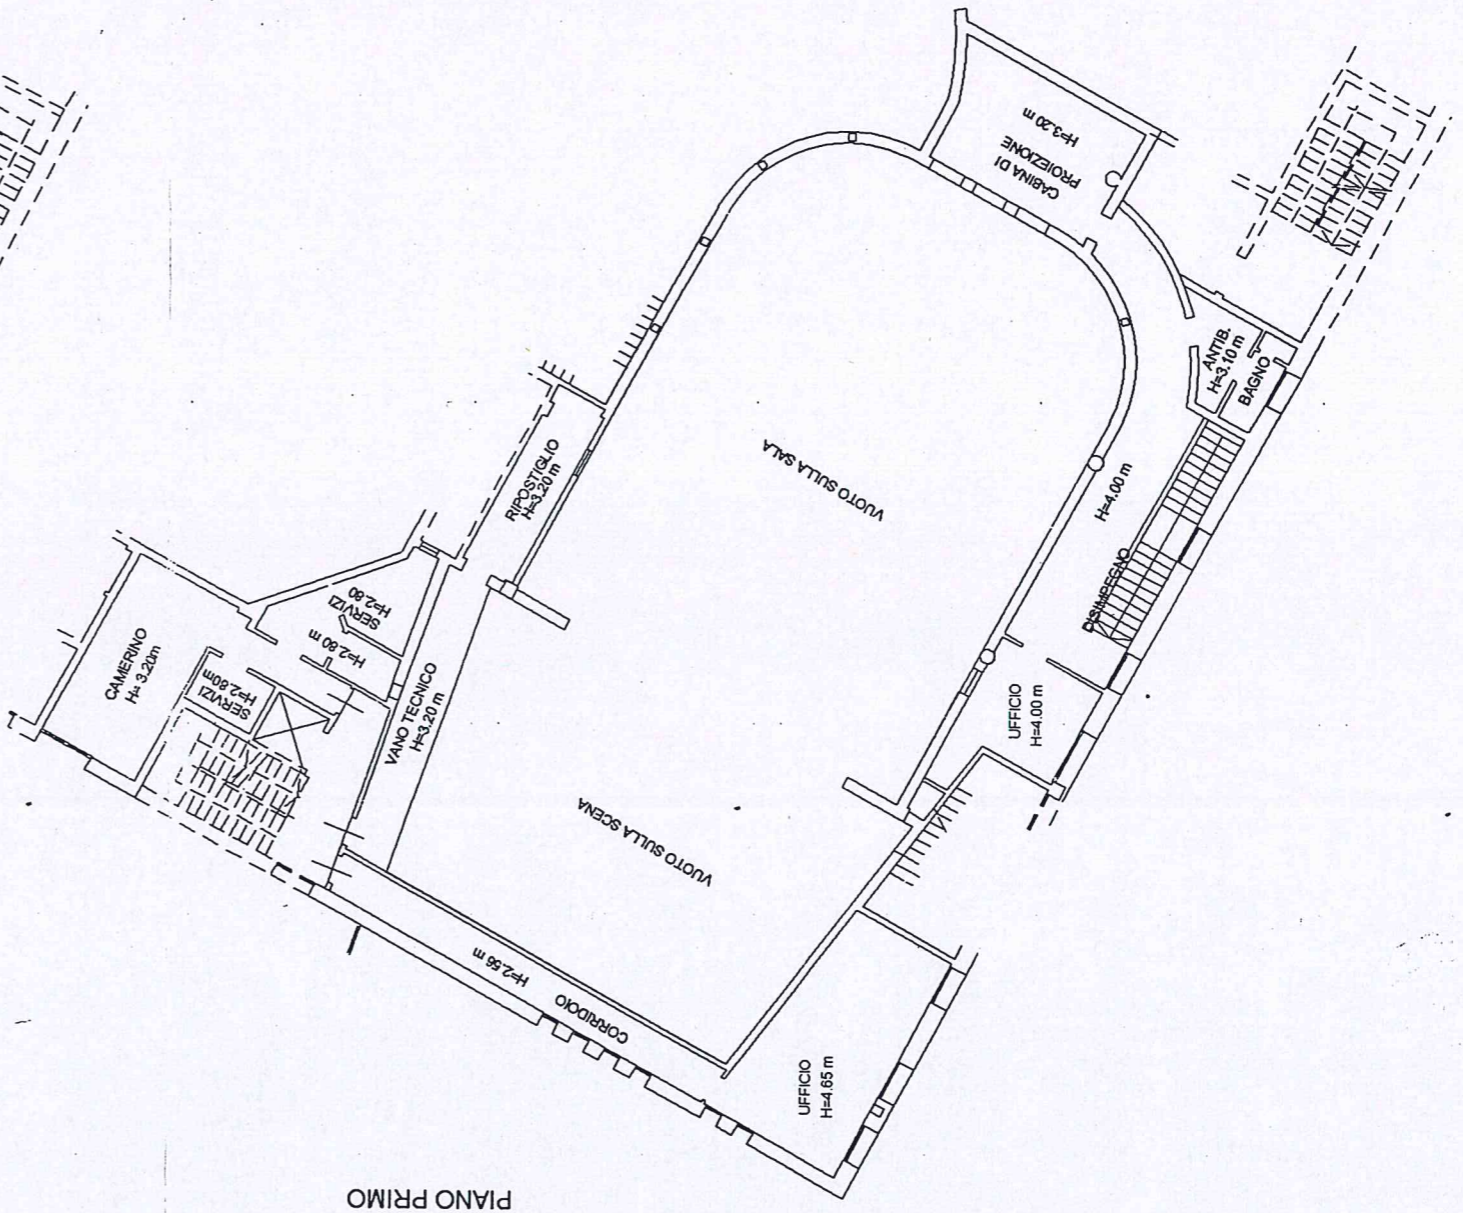 CABINA DI
PROIEZIONE
H=3.20 m
ANTIB.
H=3.10 m
BAGNO
RIPOSTIGLIO
H=3.20 m
VUOTO SULLA SALA
H=4.00 m
DISIMPEGNO
SERVIZI
H=2.80
H=2.80 m
CAMERINO
H= 3.20m
SERVIZI
H=2.80m
VANO TECNICO
H=3.20 m
UFFICIO
H=4.00 m
VUOTO SULLA SCENA
H=2.56 m
CORRIDOIO
UFFICIO
H=4.65 m
PIANO PRIMO